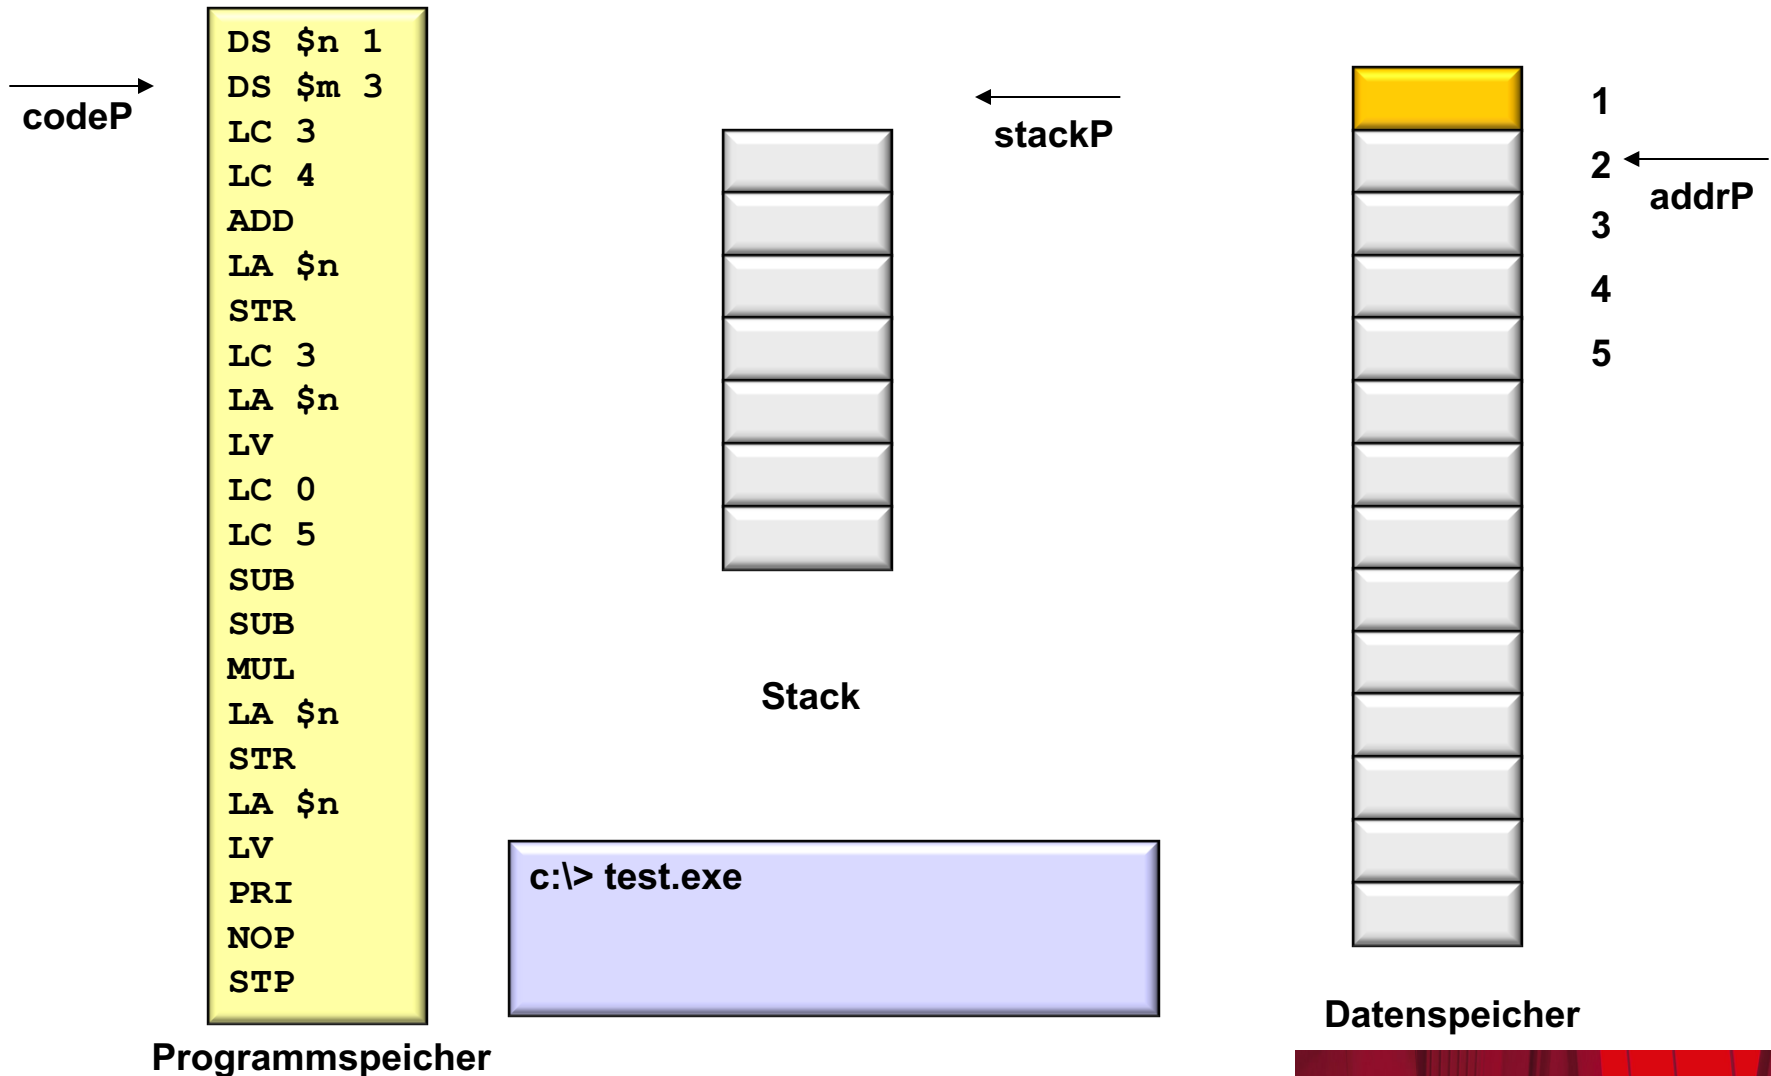 codeP
DS $n 1
DS $m 3
LC 3
LC 4
ADD
LA $n
STR
LC 3
LA $n
LV
LC 0
LC 5
SUB
SUB
MUL
LA $n
STR
LA $n
LV
PRI
NOP
STP
Programmspeicher
stackP
Stack
c:\> test.exe
1
2
3
4
5
addrP
Datenspeicher